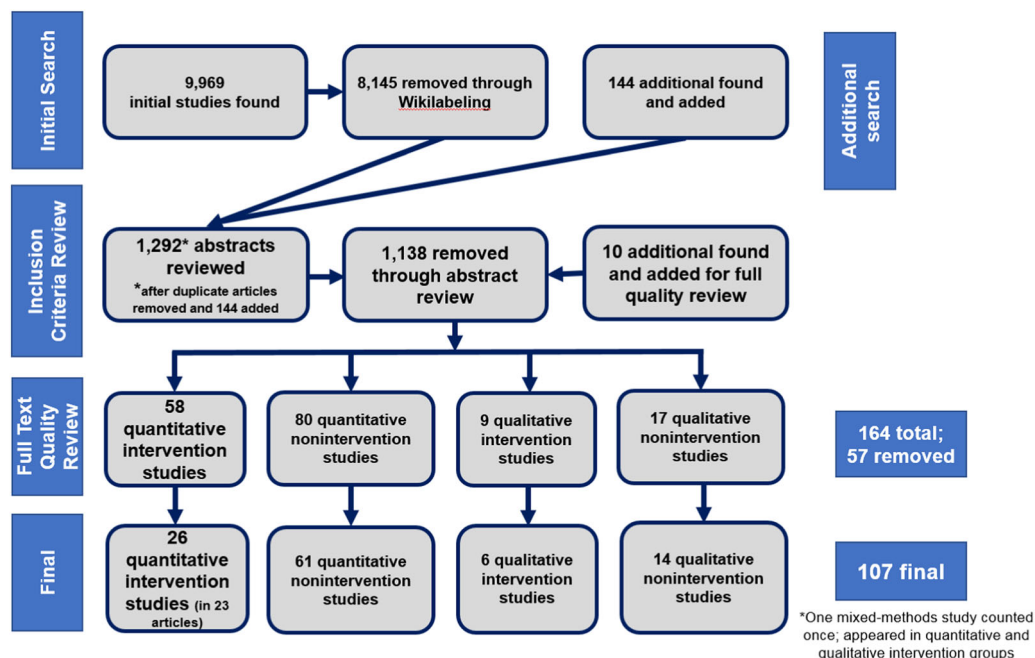 Initial Search
9,969
initial studies found
8,145 removed through
Wikilabeling
144 additional found
and added
Additional
search
Inclusion
Criteria Review
1,292* abstracts
reviewed
*after duplicate articles
removed and 144 added
1,138 removed
through abstract
review
10 additional found
and added for full
quality review
Full Text
Quality
Review
58
quantitative
intervention
studies
80 quantitative
nonintervention
studies
9 qualitative
intervention
studies
17 qualitative
nonintervention
studies
164 total;
57 removed
Final
26
quantitative
intervention
studies (in 23
articles)
61 quantitative
nonintervention
studies
6 qualitative
intervention
studies
14 qualitative
nonintervention
studies
107 final
*One mixed-methods study counted
once; appeared in quantitative and
qualitative intervention groups